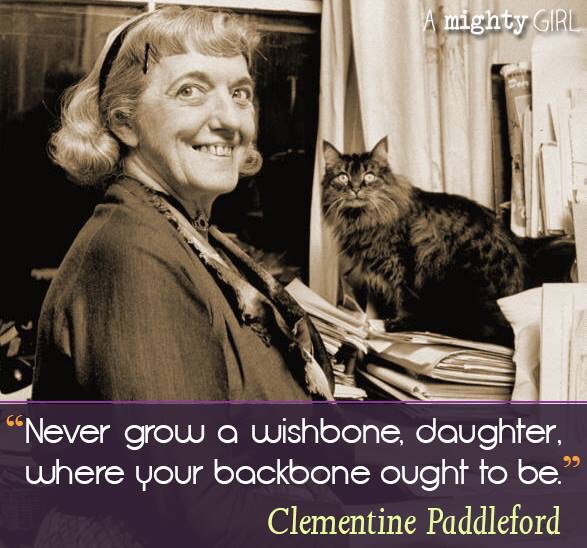 A mighty GIRL
“Never grow a wishbone, daughter,
where your backbone ought to be.”
Clementine Paddleford